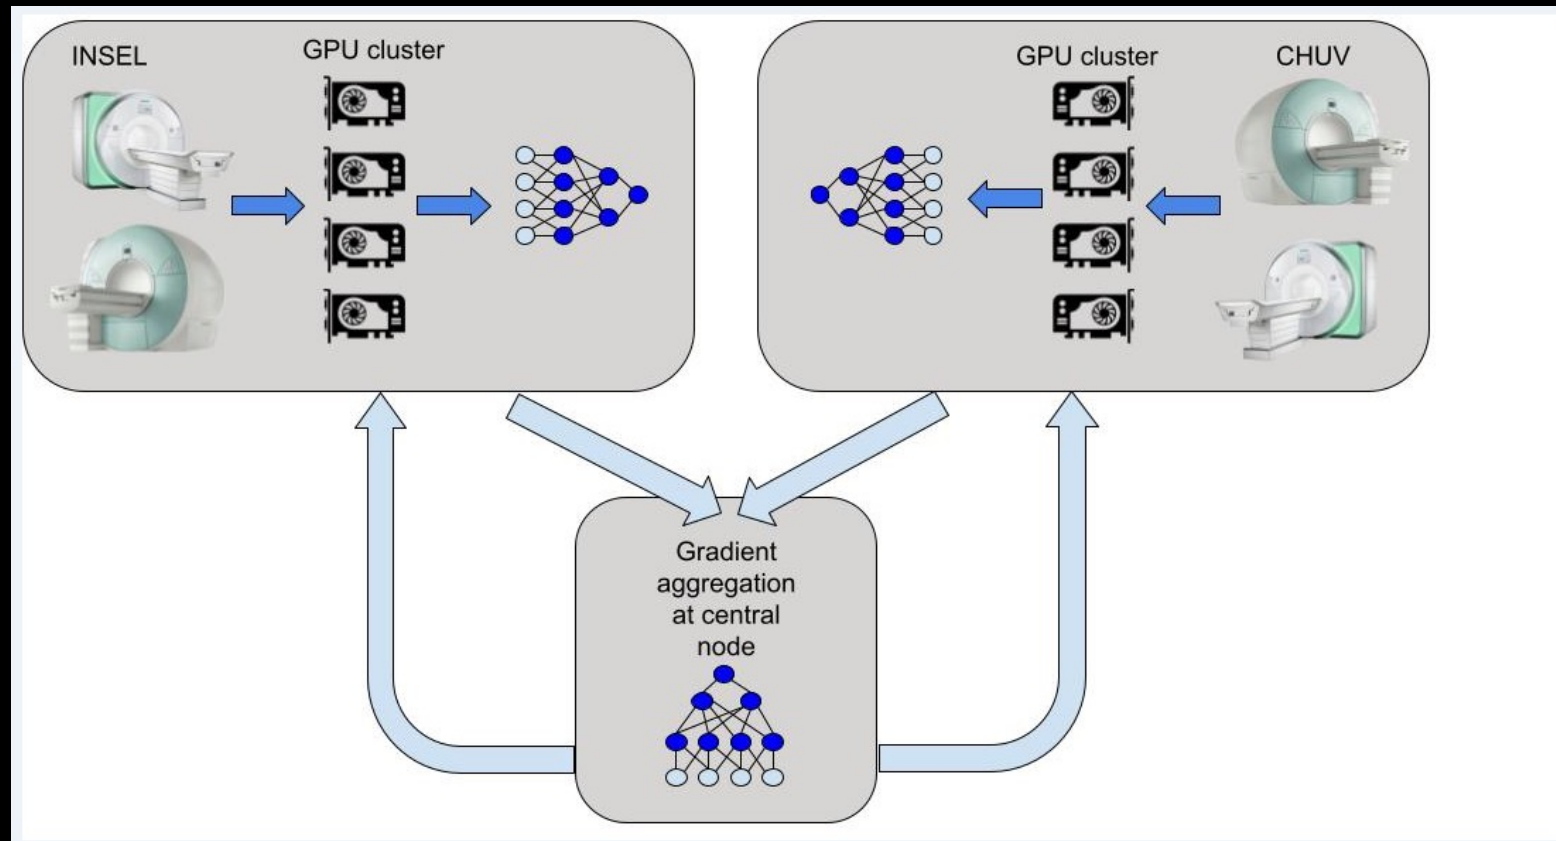 INSEL
GPU cluster
GPU cluster
CHUV
Gradient
aggregation
at central
node